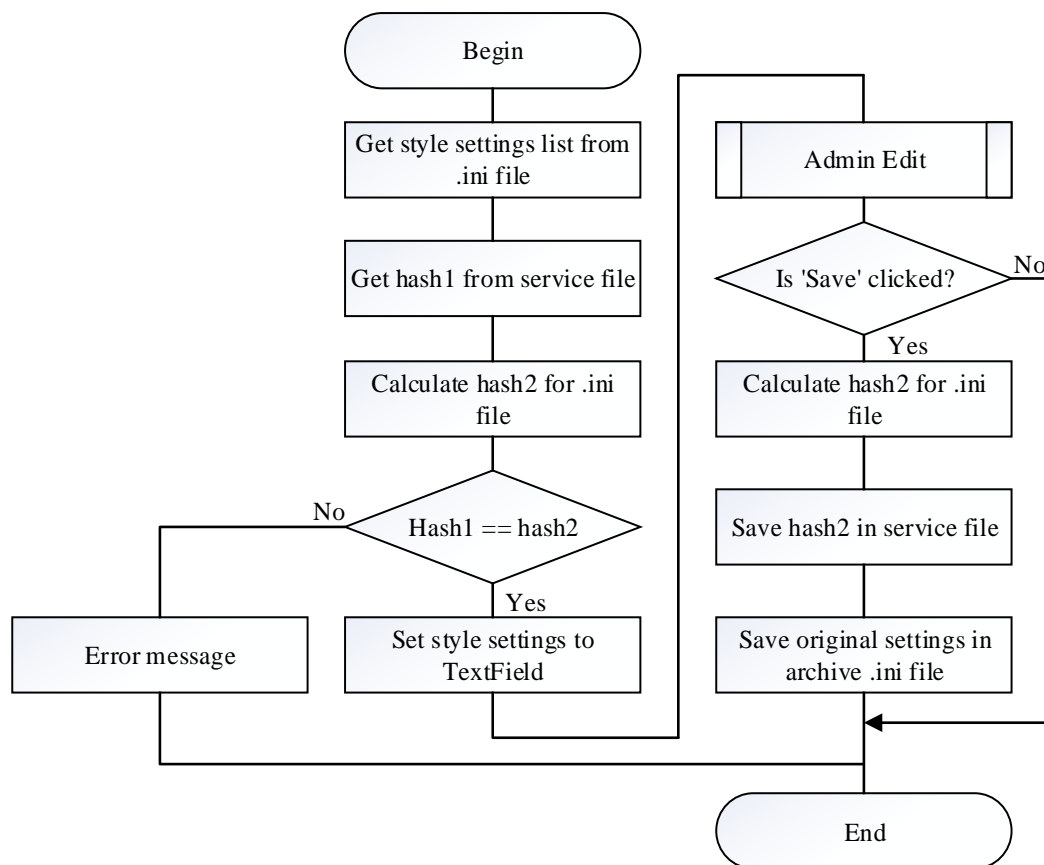 Begin
Get style settings list from
.ini file
Get hash1 from service file
Calculate hash2 for .ini
file
Hash1 == hash2
No
Yes
Error message
Set style settings to
TextField
Admin Edit
Is 'Save' clicked?
No
Yes
Calculate hash2 for .ini
file
Save hash2 in service file
Save original settings in
archive .ini file
End